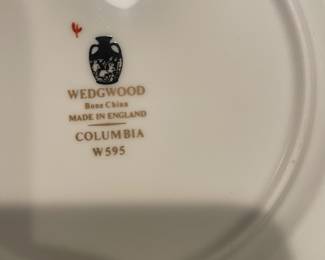 WEDGWOOD
Bone China
MADE IN ENGLAND
COLUMBIA
W595